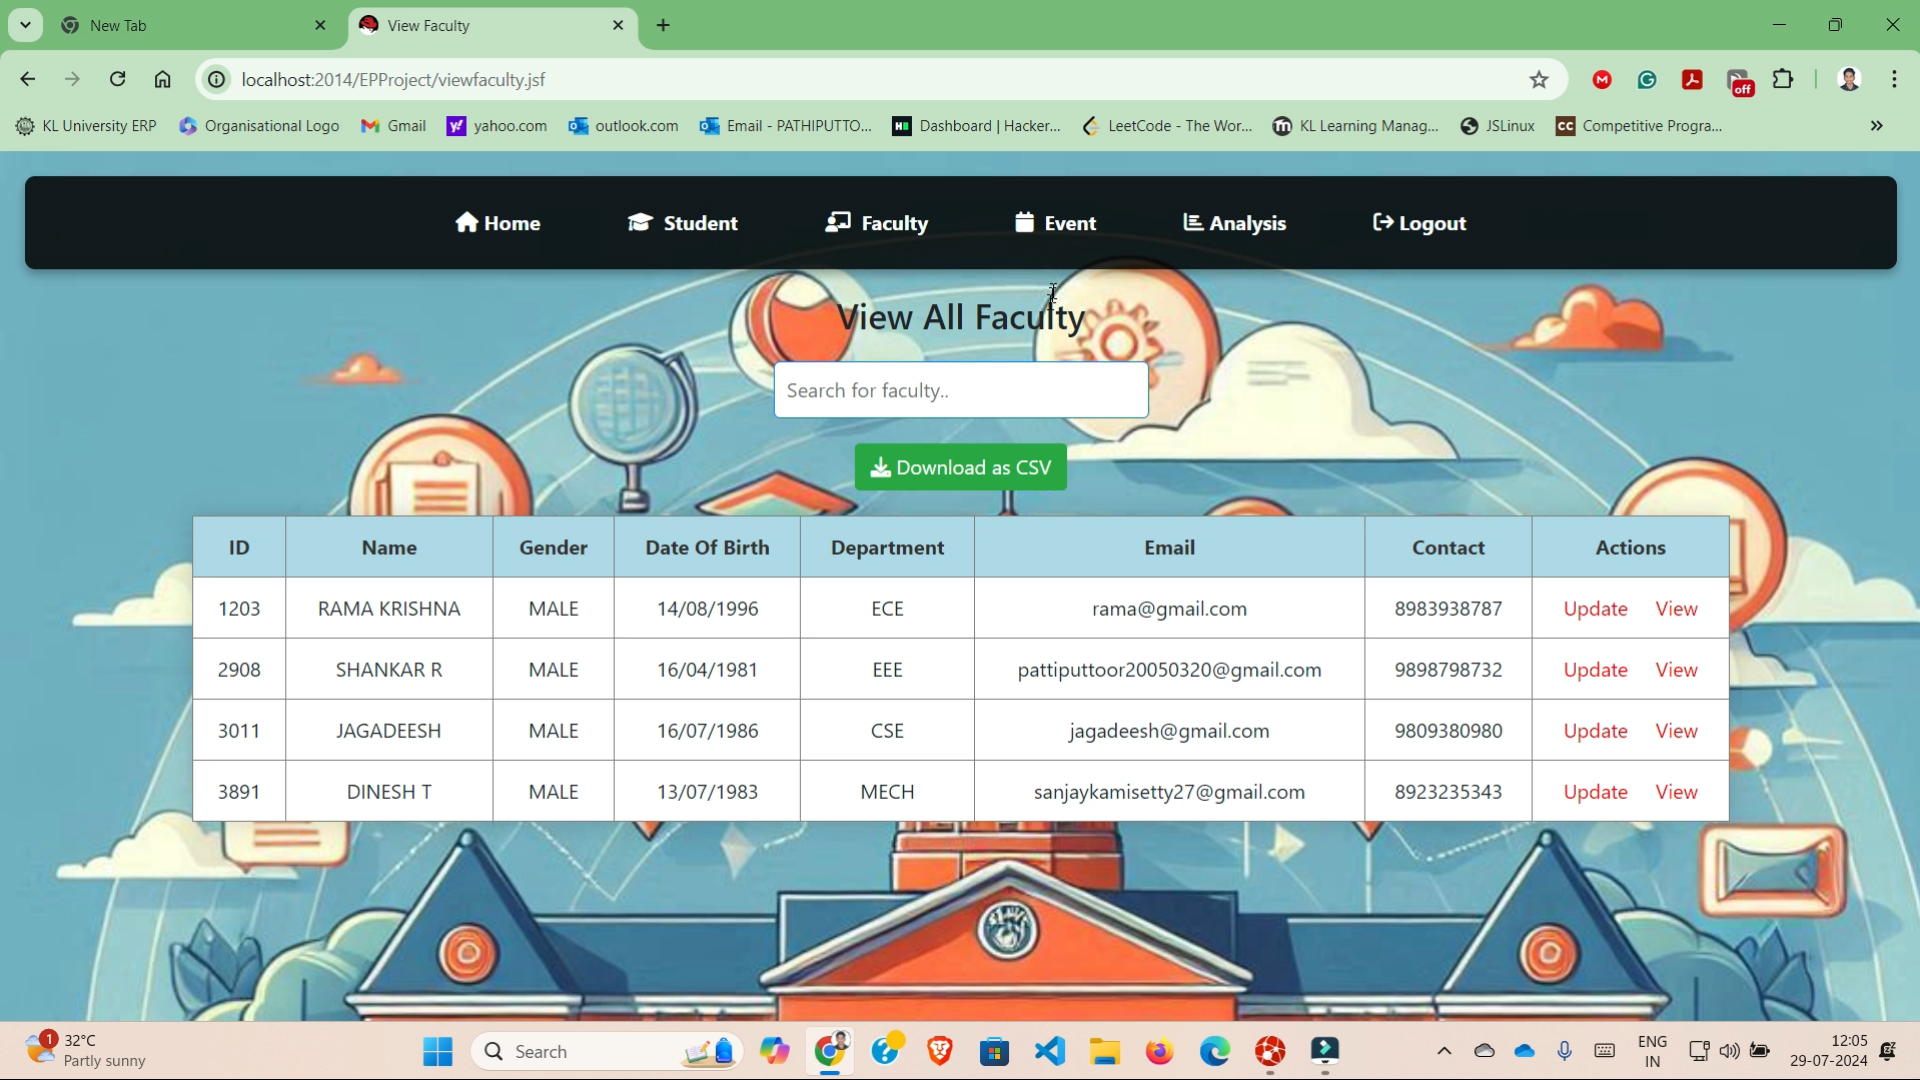 New Tab
View Faculty
localhost:2014/EPProject/viewfaculty.jsf
off
KL University ERP Organisational Logo Gmail yahoo.com outlook.com Email - PATHIPUTTO... Dashboard | Hacker... LeetCode - The Wor... KL Learning Manag... JSLinux CC Competitive Progra...
Home Student Faculty Event Analysis Logout
View All Faculty
Search for faculty..
Download as CSV
ID Name Gender Date Of Birth Department Email Contact Actions
1203 RAMA KRISHNA MALE 14/08/1996 ECE rama@gmail.com 8983938787 Update View
2908 SHANKAR R MALE 16/04/1981 EEE pattiputtoor20050320@gmail.com 9898798732 Update View
3011 JAGADEESH MALE 16/07/1986 CSE jagadeesh@gmail.com 9809380980 Update View
3891 DINESH T MALE 13/07/1983 MECH sanjaykamisetty27@gmail.com 8923235343 Update View
1
32°C
Partly sunny
Search
ENG
IN
12:05
29-07-2024